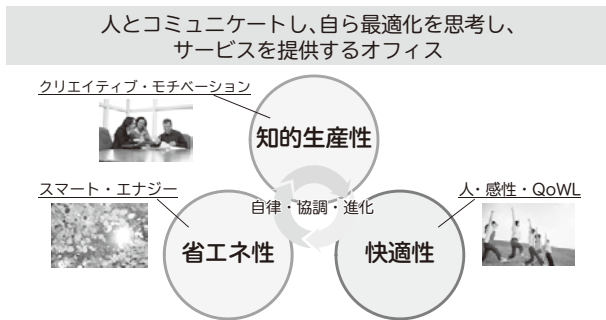 人とコミュニケートし、自ら最適化を思考し、
サービスを提供するオフィス
クリエイティブ・モチベーション
知的生産性
スマート・エナジー
人・感性・QoWL
自律・協調・進化
省エネ性
快適性